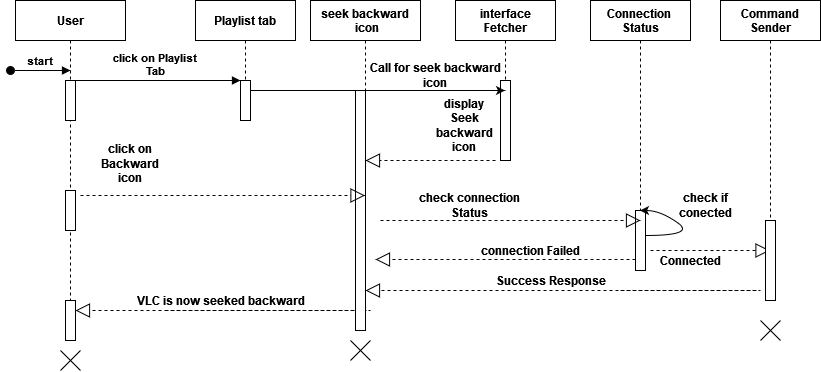 User
Playlist tab
seek backward
icon
interface
Fetcher
Connection
Status
Command
Sender
start
click on Playlist
Tab
Call for seek backward
icon
display
Seek
backward
icon
click on
Backward
icon
check connection
Status
check if
conected
connection Failed
Connected
Success Response
VLC is now seeked backward